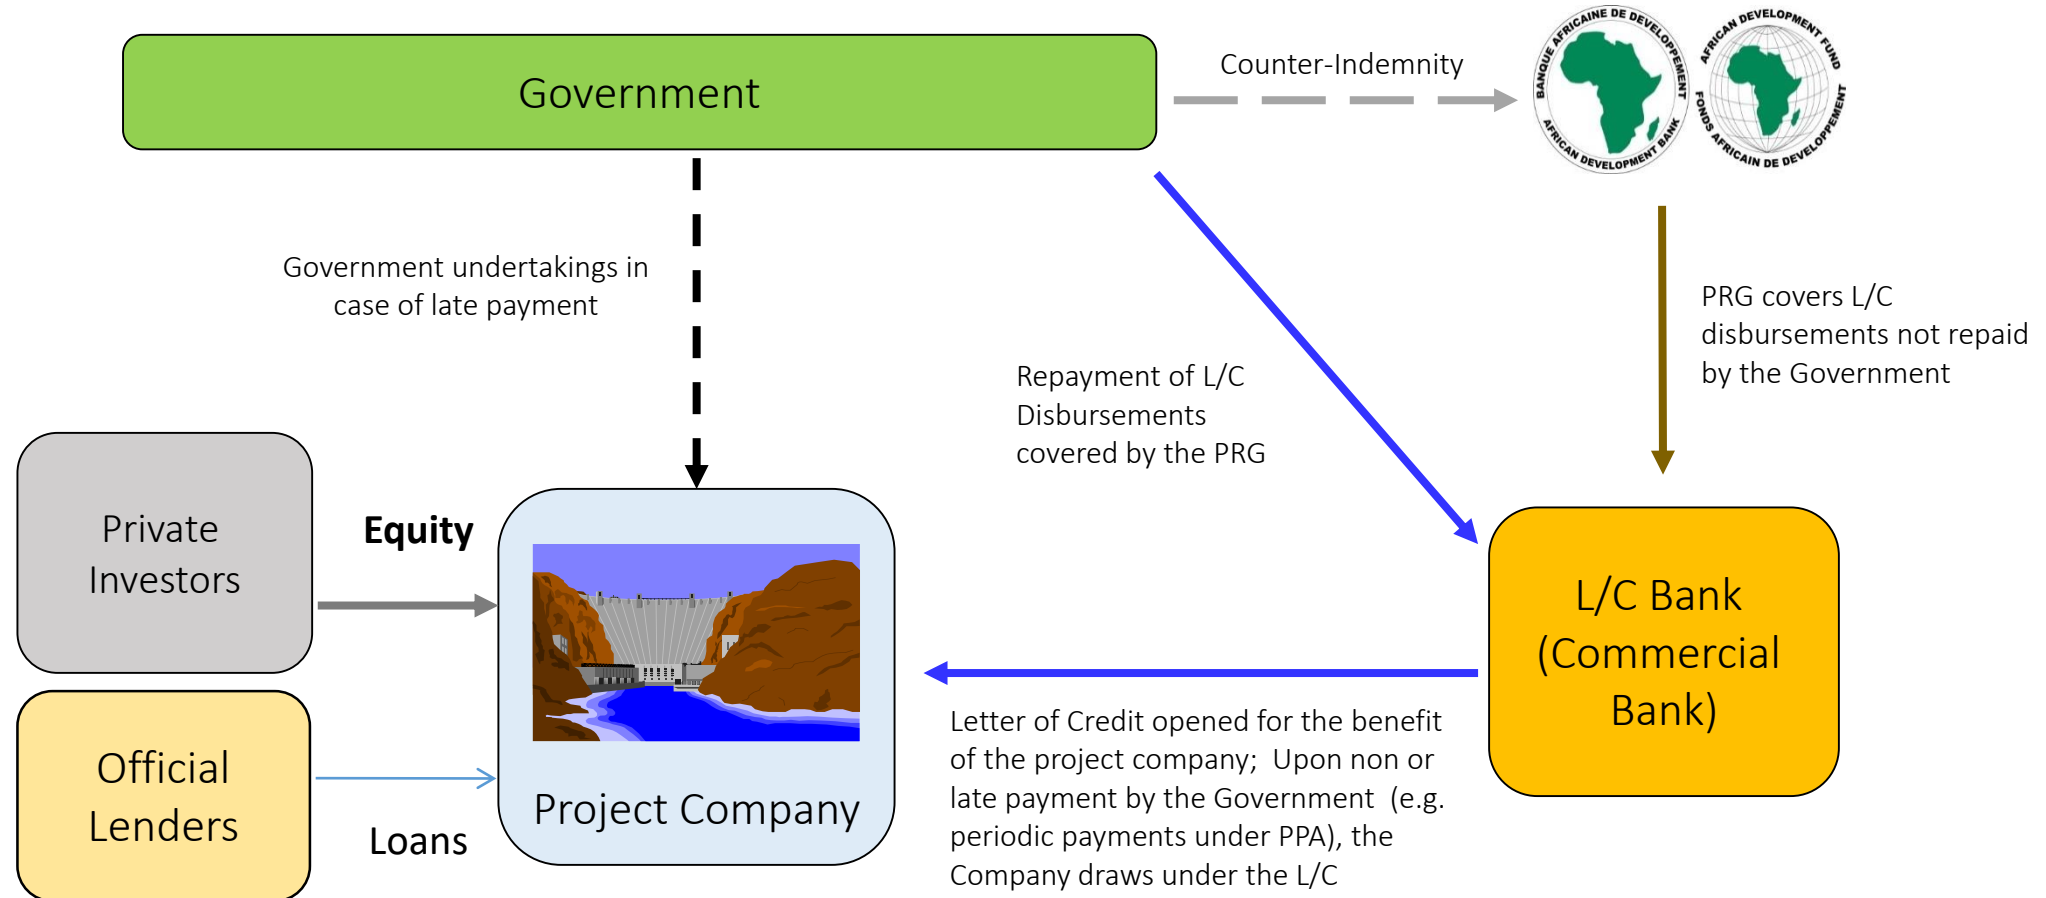 Government
Counter-Indemnity
BANQUE AFRICAINE DE DEVELOPPEMENT
AFRICAN DEVELOPMENT BANK
AFRICAN DEVELOPMENT FUND
FONDS AFRICAIN DE DEVELOPPEMENT
Government undertakings in
case of late payment
PRG covers L/C
disbursements not repaid
by the Government
Repayment of L/C
Disbursements
covered by the PRG
Private
Investors
Equity
Official
Lenders
Loans
Project Company
L/C Bank
(Commercial
Bank)
Letter of Credit opened for the benefit
of the project company;  Upon non or
late payment by the Government  (e.g.
periodic payments under PPA), the
Company draws under the L/C